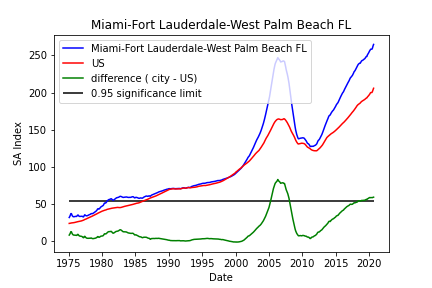 Miami-Fort Lauderdale-West Palm Beach FL
Miami-Fort Lauderdale-West Palm Beach FL
US
difference ( city - US)
0.95 significance limit
250
200
150
100
50
0
SA Index
1975 1980 1985 1990 1995 2000 2005 2010 2015 2020
Date